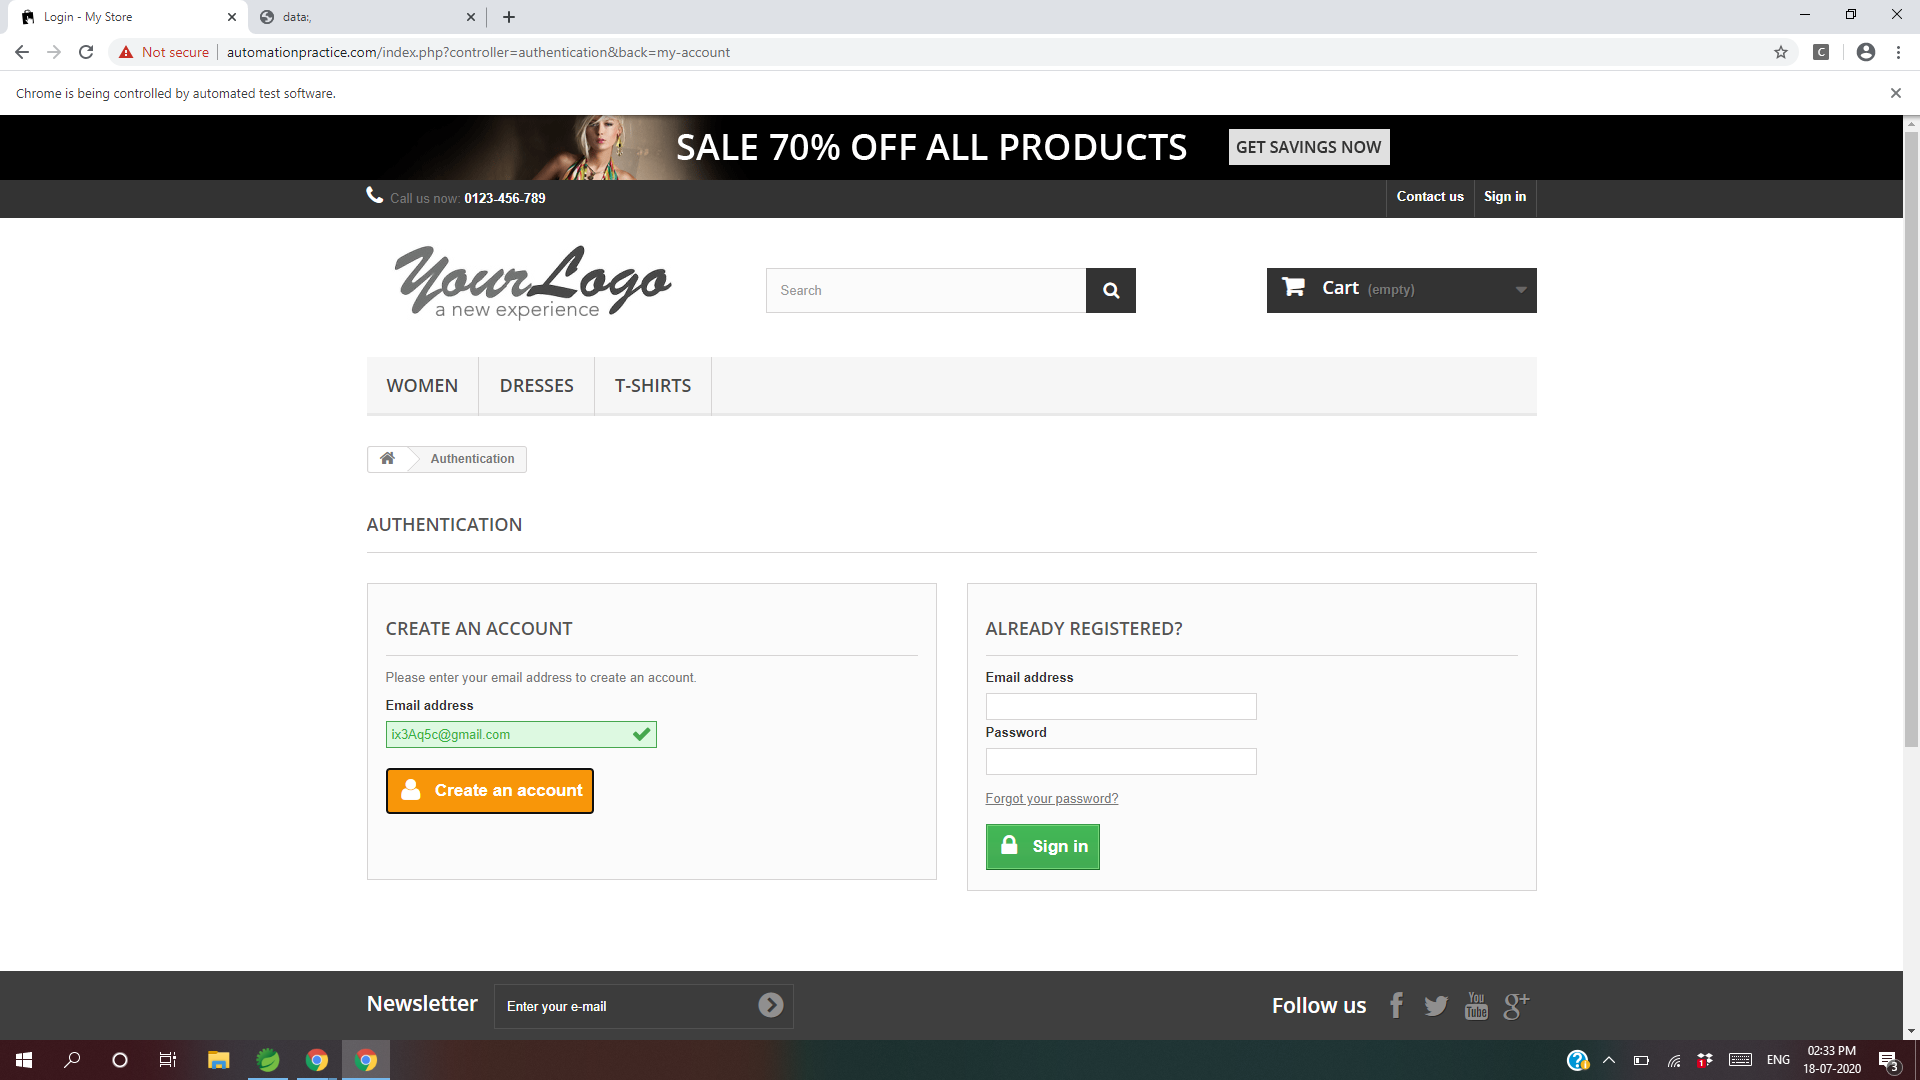 Login - My Store
data:,
Not secure
automationpractice.com/index.php?controller=authentication&back=my-account
Chrome is being controlled by automated test software.
SALE 70% OFF ALL PRODUCTS
GET SAVINGS NOW
Call us now: 0123-456-789
Contact us
Sign in
YourLogo
a new experience
Search
Cart (empty)
WOMEN
DRESSES
T-SHIRTS
Authentication
AUTHENTICATION
CREATE AN ACCOUNT
Please enter your email address to create an account.
Email address
ix3Aq5c@gmail.com
Create an account
ALREADY REGISTERED?
Email address
Password
Forgot your password?
Sign in
Newsletter
Enter your e-mail
Follow us
You
Tube
g+
ENG
02:33 PM
18-07-2020
3